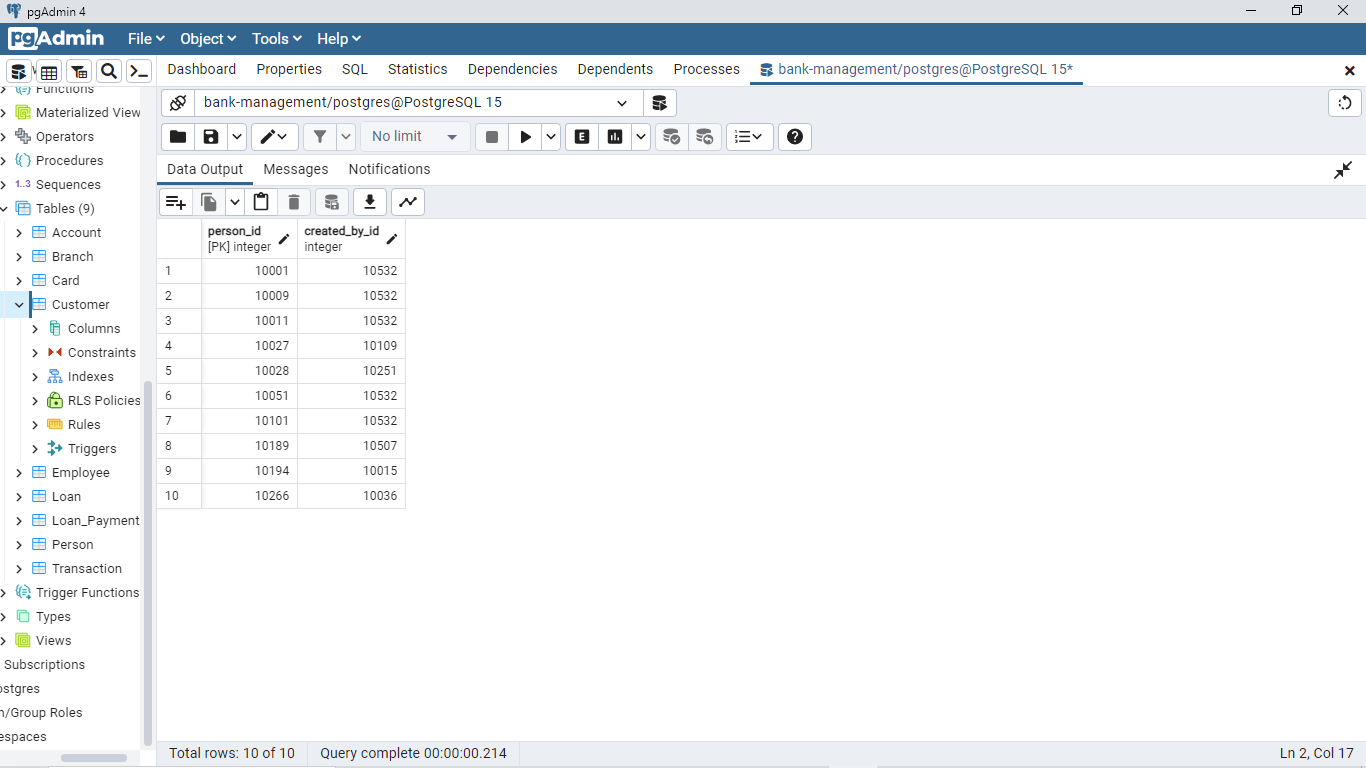 pgAdmin 4
pgAdmin File Object Tools Help
Dashboard Properties SQL Statistics Dependencies Dependents Processes bank-management/postgres@PostgreSQL 15*
bank-management/postgres@PostgreSQL 15
No limit
E
Data Output Messages Notifications
Functions
Materialized View
Operators
Procedures
1..3 Sequences
Tables (9)
Account
Branch
Card
Customer
Columns
Constraints
Indexes
RLS Policies
Rules
Triggers
Employee
Loan
Loan_Payment
Person
Transaction
Trigger Functions
Types
Views
Subscriptions
ostgres
n/Group Roles
espaces
person_id created_by_id
[PK] integer integer
1 10001 10532
2 10009 10532
3 10011 10532
4 10027 10109
5 10028 10251
6 10051 10532
7 10101 10532
8 10189 10507
9 10194 10015
10 10266 10036
Total rows: 10 of 10 Query complete 00:00:00.214 Ln 2, Col 17